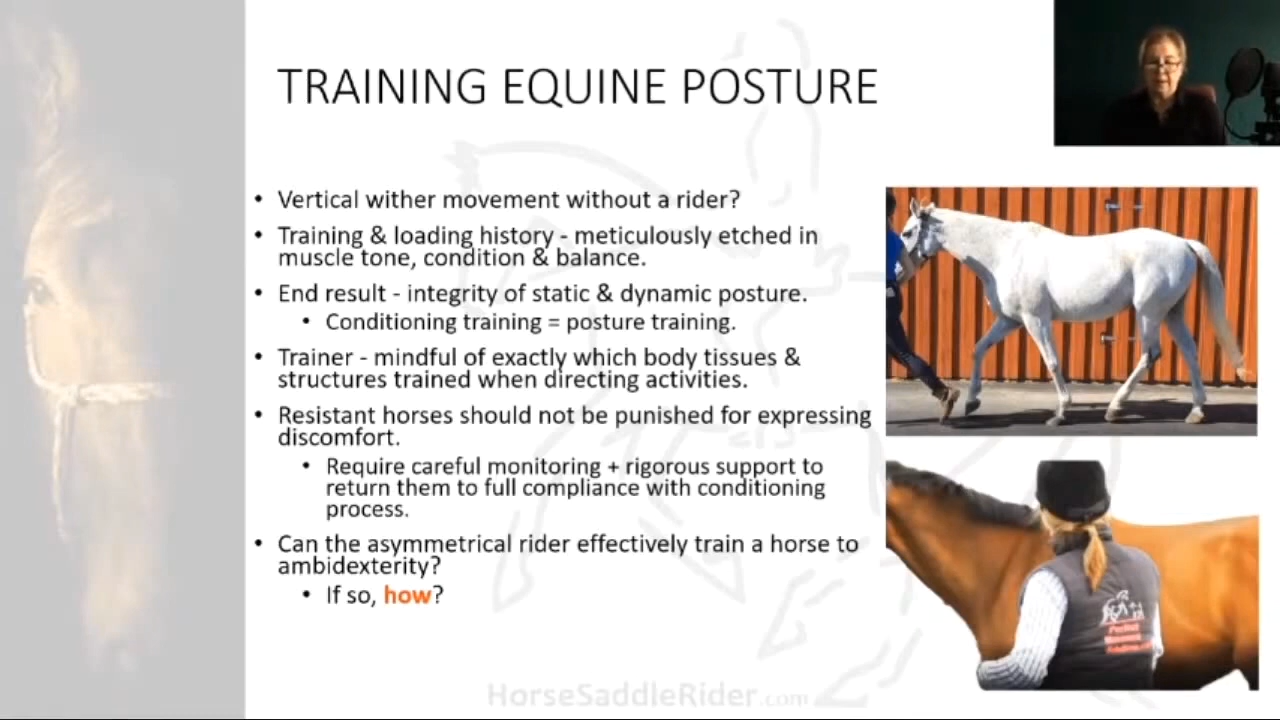 TRAINING EQUINE POSTURE
• Vertical wither movement without a rider?
• Training & loading history - meticulously etched in
muscle tone, condition & balance.
• End result - integrity of static & dynamic posture.
• Conditioning training = posture training.
• Trainer - mindful of exactly which body tissues &
structures trained when directing activities.
• Resistant horses should not be punished for expressing
discomfort.
• Require careful monitoring + rigorous support to
return them to full compliance with conditioning
process.
• Can the asymmetrical rider effectively train a horse to
ambidexterity?
• If so, how?
HorseSaddleRider.com